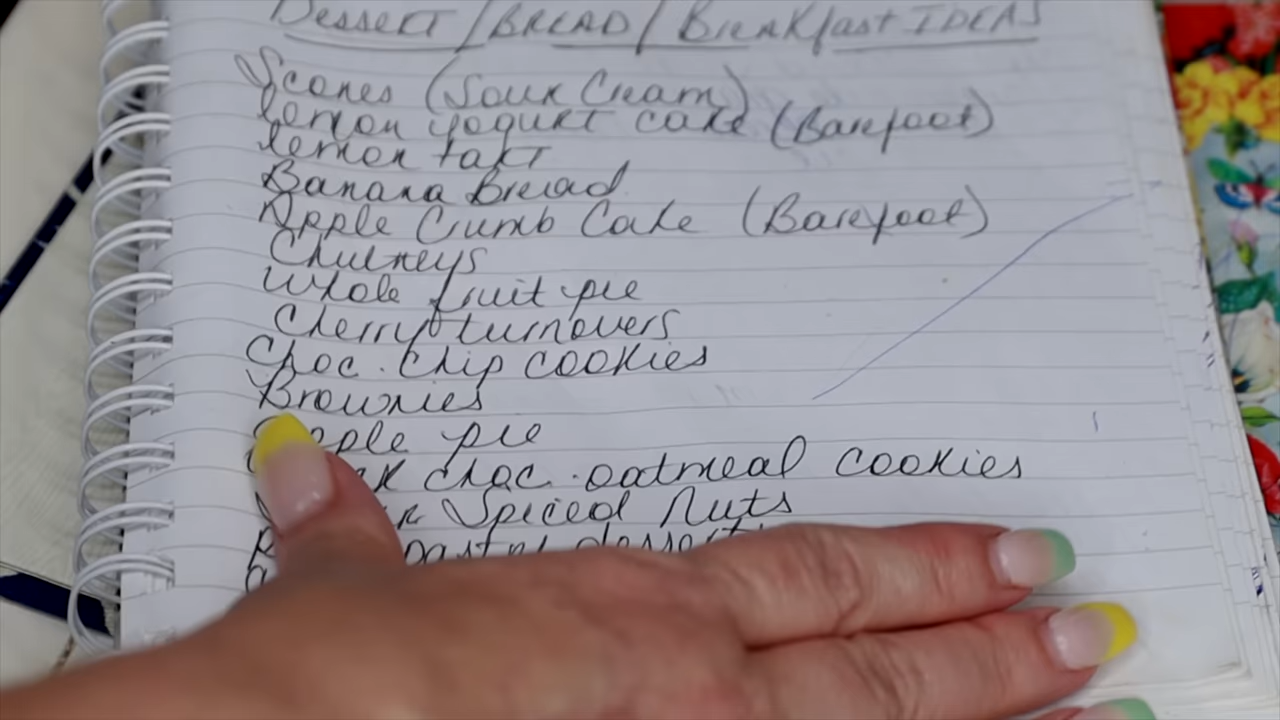 Dessert/BREAD/Breakfast IDEAS
Scones (Sour Cream)
lemon yogurt cake (Barefoot)
lemon tart
Banana Bread
Apple Crumb Cake (Barefoot)
Chutneys
Whole fruit pie
Cherry turnovers
Choc. chip cookies
Brownies
pie
choc. oatmeal cookies
Spiced Nuts